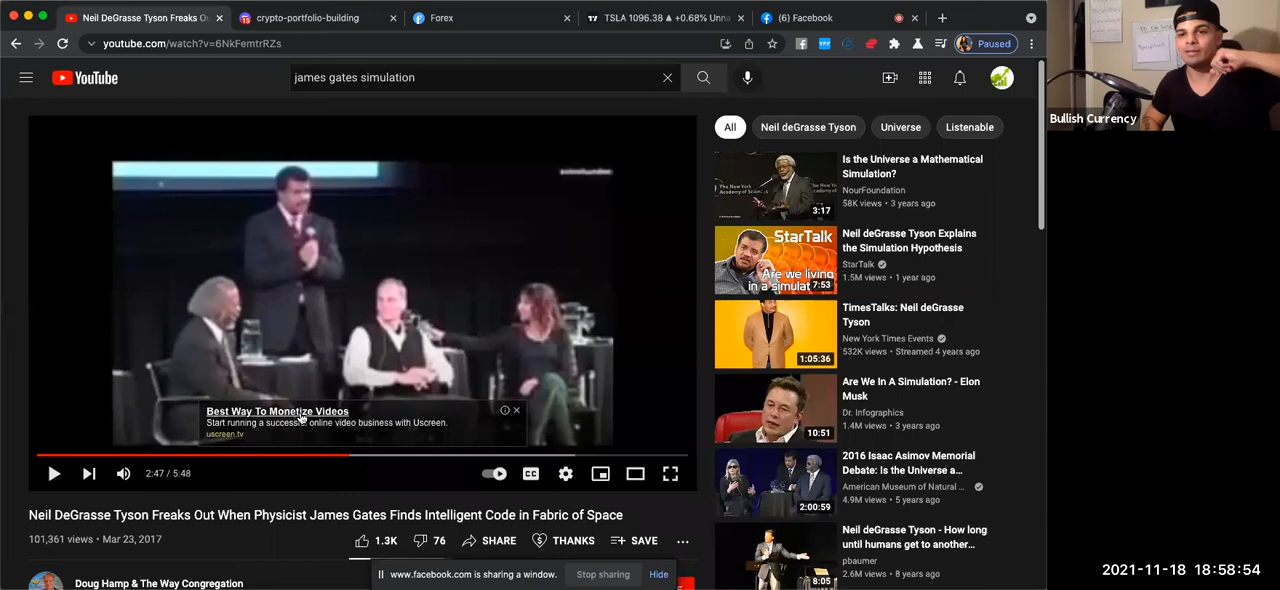 Neil DeGrasse Tyson Freaks Ou
crypto-portfolio-building
Forex
TSLA 1096.38 ▲ +0.68% Unna
(6) Facebook
youtube.com/watch?v=6NkFemtrRZs
Paused
YouTube
james gates simulation
Bullish Currency
All
Neil deGrasse Tyson
Universe
Listenable
Is the Universe a Mathematical
Simulation?
NourFoundation
58K views • 3 years ago
3:17
Neil deGrasse Tyson Explains
the Simulation Hypothesis
StarTalk
1.5M views • 1 year ago
StarTalk
Are we living
in a simulat
7:53
TimesTalks: Neil deGrasse
Tyson
New York Times Events
532K views • Streamed 4 years ago
1:05:36
Are We In A Simulation? - Elon
Musk
Dr. Infographics
1.4M views • 3 years ago
10:51
2016 Isaac Asimov Memorial
Debate: Is the Universe a...
American Museum of Natural ...
4.9M views • 5 years ago
2:00:59
Neil deGrasse Tyson - How long
until humans get to another...
pbaumer
2.6M views • 8 years ago
8:05
Best Way To Monetize Videos
Start running a successful online video business with Uscreen.
uscreen.tv
2:47 / 5:48
CC
Neil DeGrasse Tyson Freaks Out When Physicist James Gates Finds Intelligent Code in Fabric of Space
101,361 views • Mar 23, 2017
1.3K
76
SHARE
THANKS
SAVE
www.facebook.com is sharing a window.
Stop sharing
Hide
Doug Hamp & The Way Congregation
2021-11-18 18:58:54